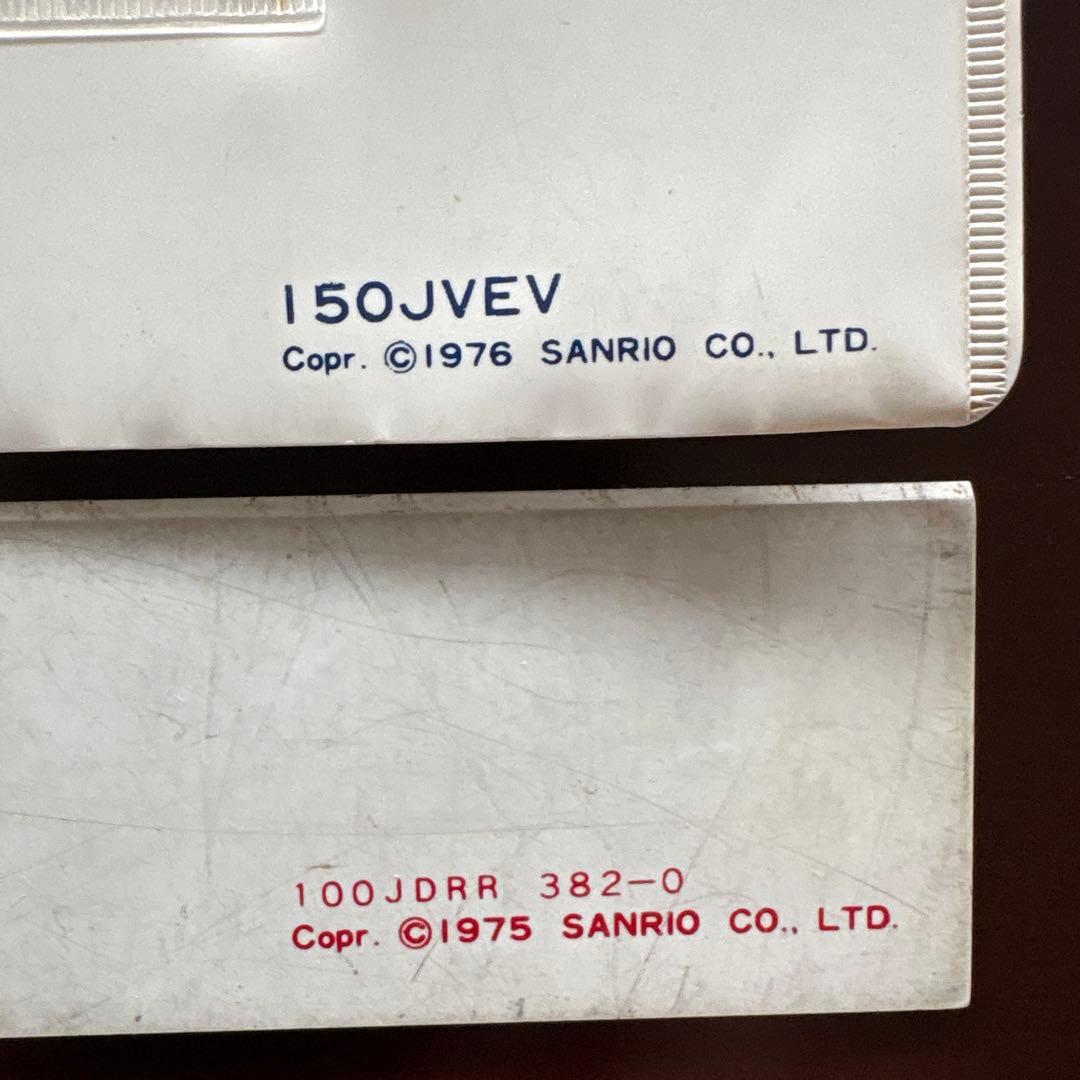 150JVEV
Copr. ©1976 SANRIO CO., LTD.
100JDRR 382-0
Copr. ©1975 SANRIO CO., LTD.